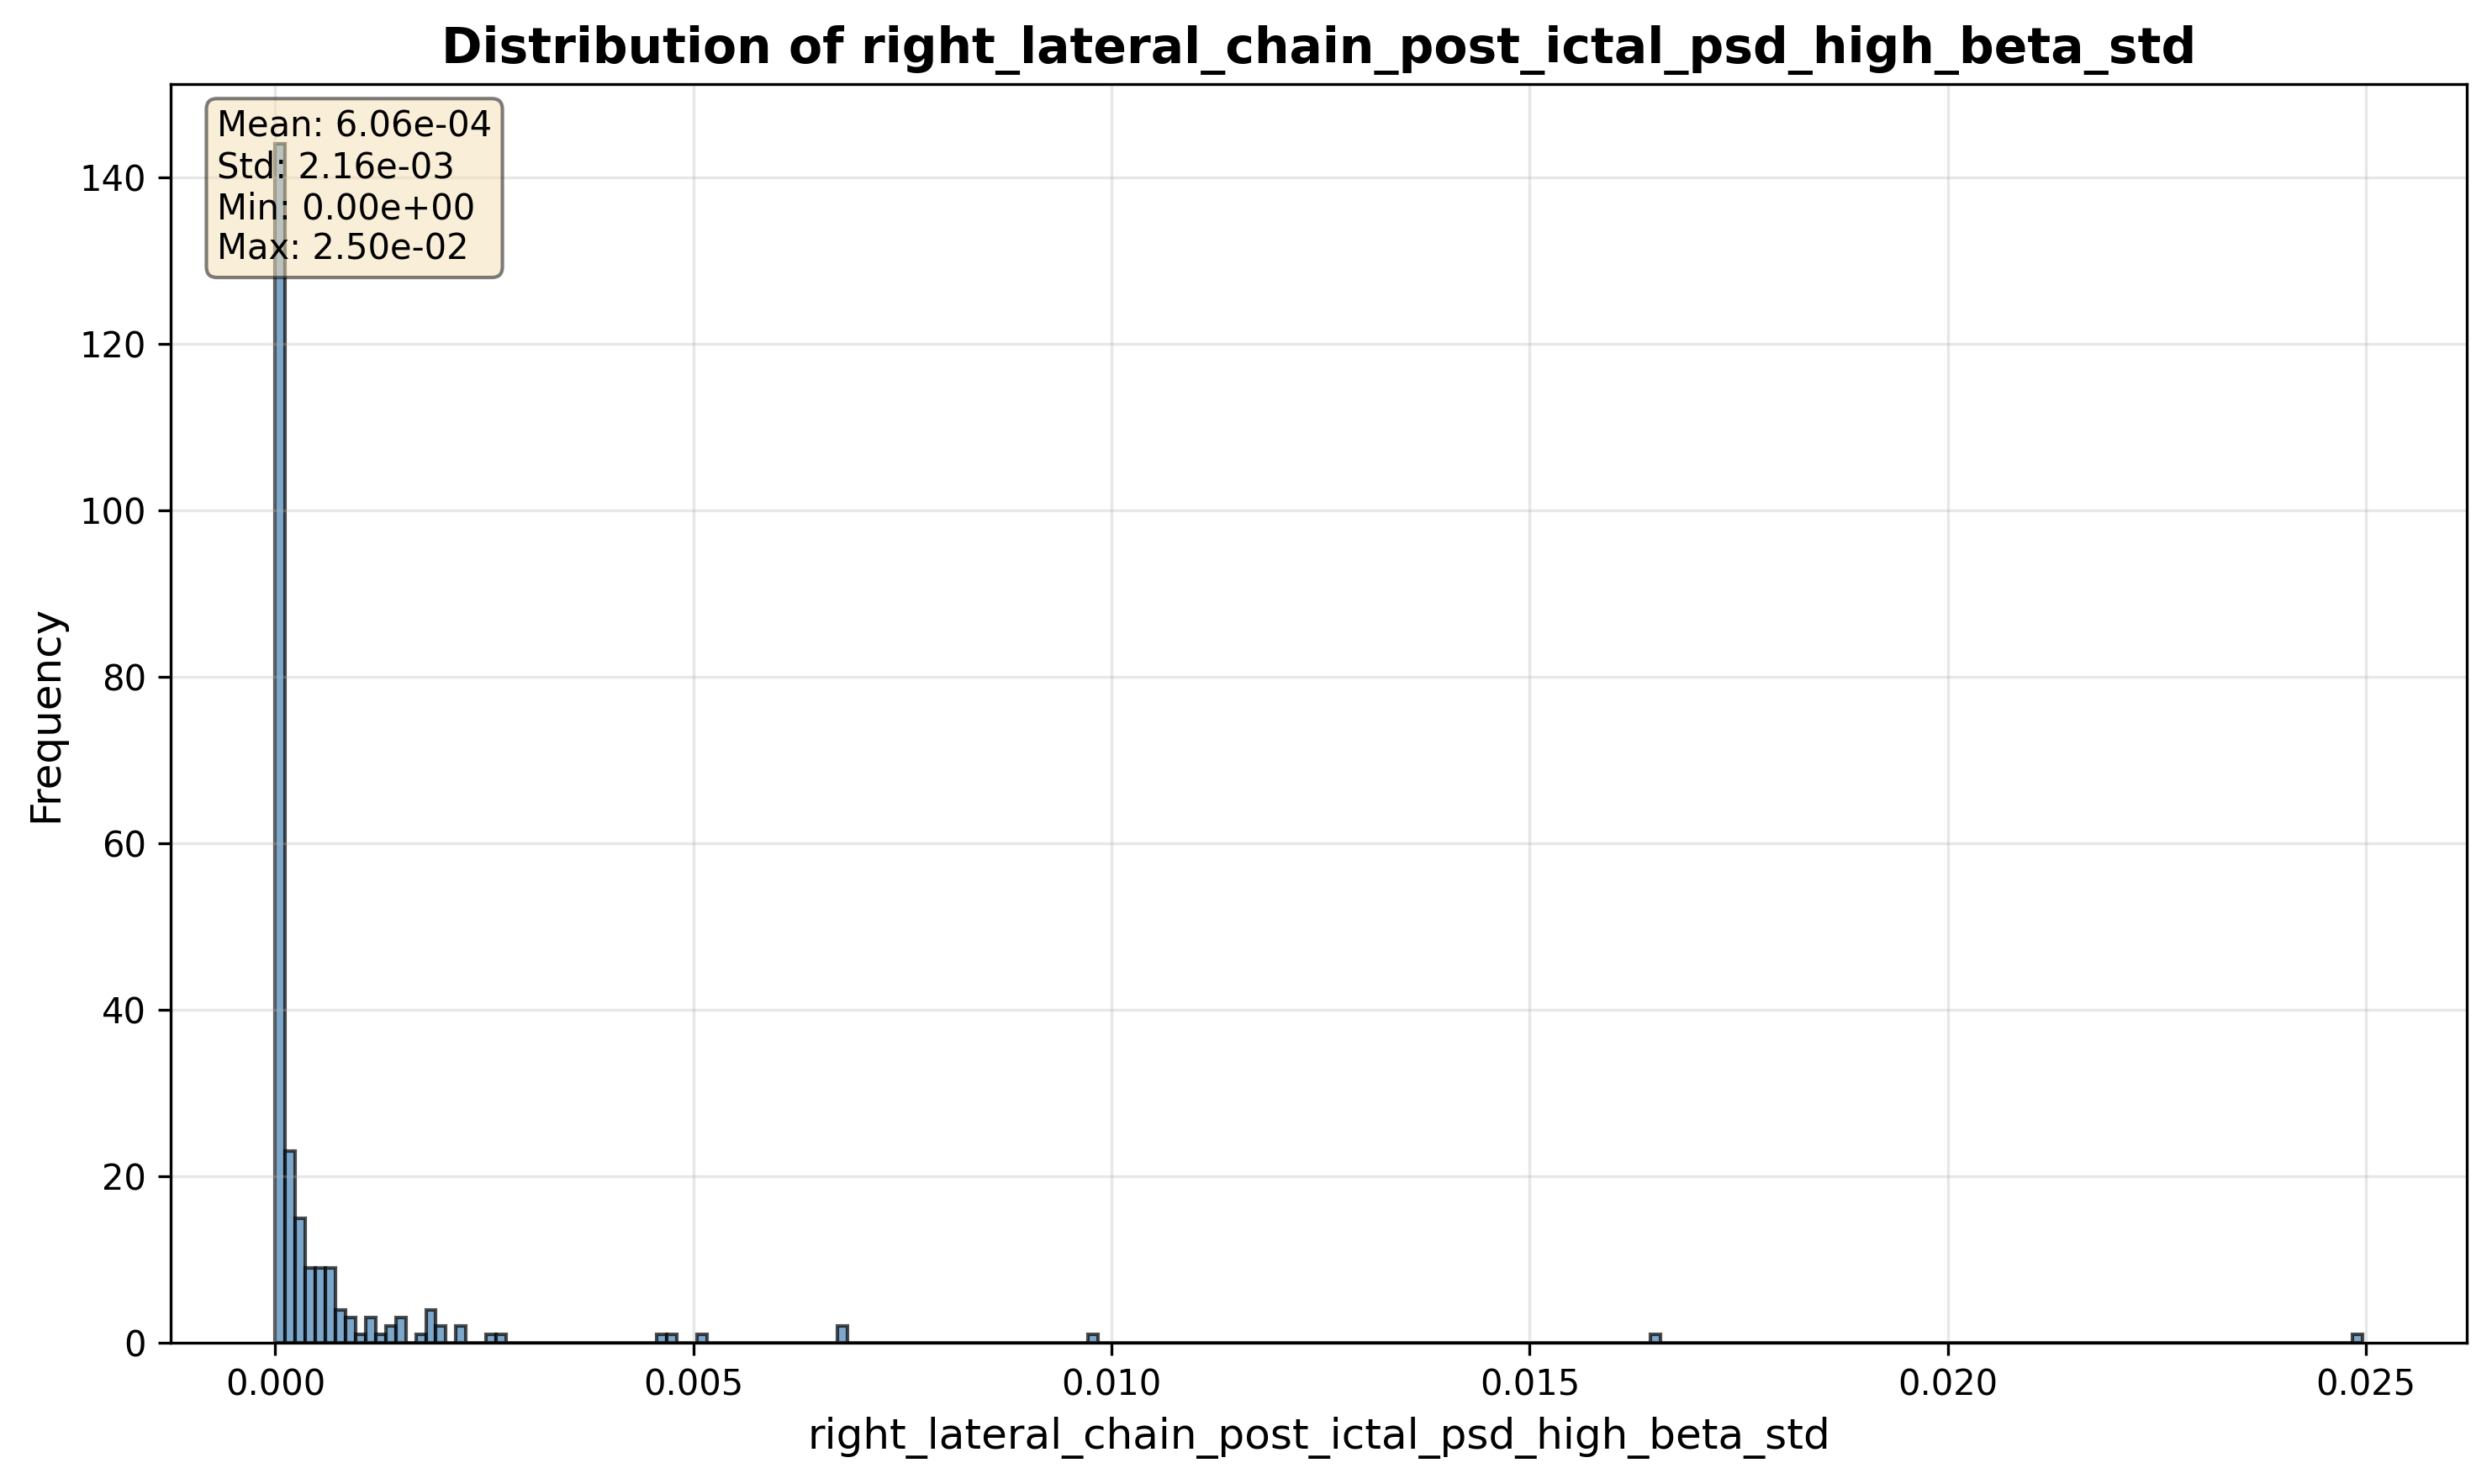 Distribution of right_lateral_chain_post_ictal_psd_high_beta_std
Mean: 6.06e-04
Std: 2.16e-03
Min: 0.00e+00
Max: 2.50e-02
140
120
100
80
60
40
20
0
Frequency
0.000
0.005
0.010
0.015
0.020
0.025
right_lateral_chain_post_ictal_psd_high_beta_std